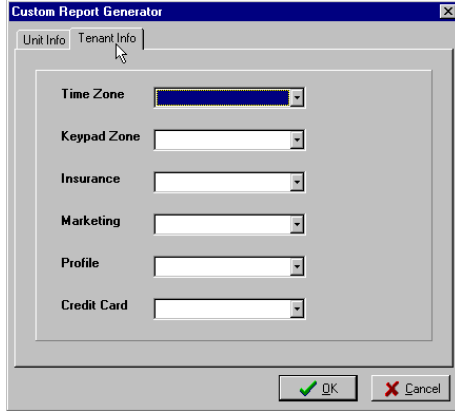 Custom Report Generator
Unit Info Tenant Info
Time Zone
Keypad Zone
Insurance
Marketing
Profile
Credit Card
OK Cancel